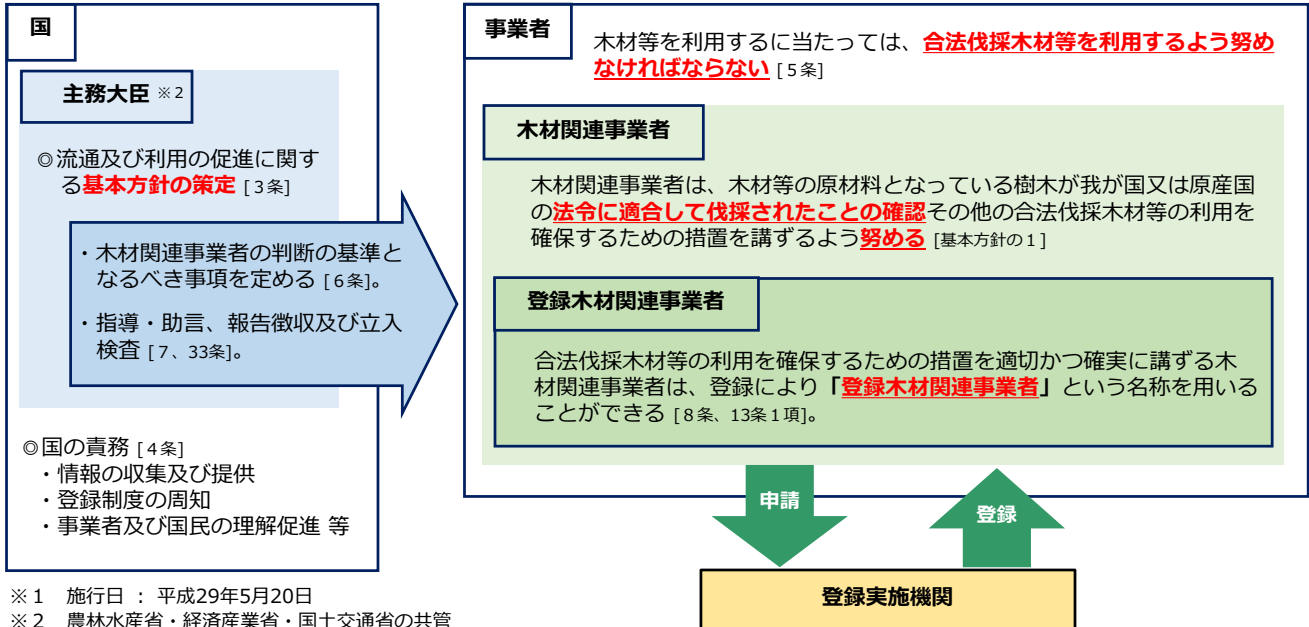 国
主務大臣 ※2
◎流通及び利用の促進に関す
る基本方針の策定 [3条]
・木材関連事業者の判断の基準と
なるべき事項を定める [6条]。
・指導・助言、報告徴収及び立入
検査 [7、33条]。
◎国の責務 [4条]
・情報の収集及び提供
・登録制度の周知
・事業者及び国民の理解促進 等
※1 施行日 : 平成29年5月20日
※2 農林水産省・経済産業省・国土交通省の共管
事業者
木材等を利用するに当たっては、合法伐採木材等を利用するよう努め
なければならない [5条]
木材関連事業者
木材関連事業者は、木材等の原材料となっている樹木が我が国又は原産国
の法令に適合して伐採されたことの確認その他の合法伐採木材等の利用を
確保するための措置を講ずるよう努める [基本方針の1]
登録木材関連事業者
合法伐採木材等の利用を確保するための措置を適切かつ確実に講ずる木
材関連事業者は、登録により「登録木材関連事業者」という名称を用いる
ことができる [8条、13条1項]。
申請
登録
登録実施機関